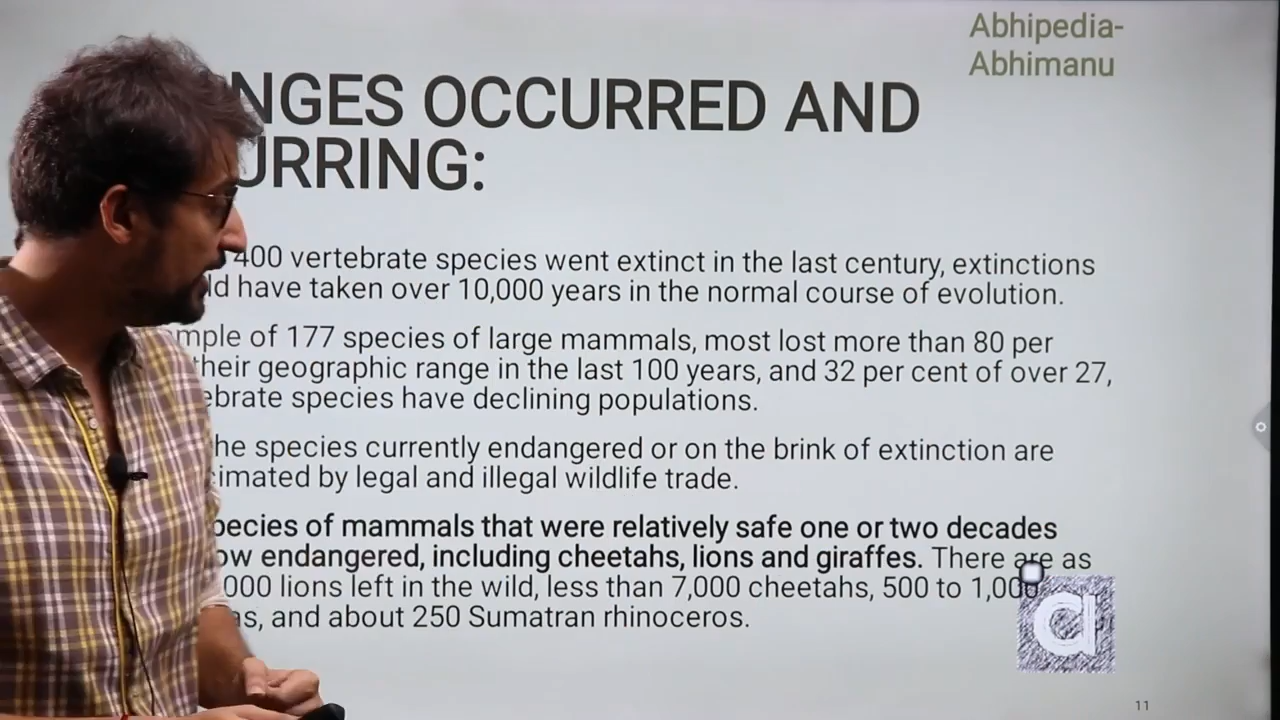 Abhipedia-
Abhimanu
NGES OCCURRED AND
URRING:
400 vertebrate species went extinct in the last century, extinctions
have taken over 10,000 years in the normal course of evolution.
of 177 species of large mammals, most lost more than 80 per
heir geographic range in the last 100 years, and 32 per cent of over 27,
ebrate species have declining populations.
he species currently endangered or on the brink of extinction are
imated by legal and illegal wildlife trade.
pecies of mammals that were relatively safe one or two decades
ow endangered, including cheetahs, lions and giraffes. There are as
000 lions left in the wild, less than 7,000 cheetahs, 500 to 1,000
as, and about 250 Sumatran rhinoceros.
a
11